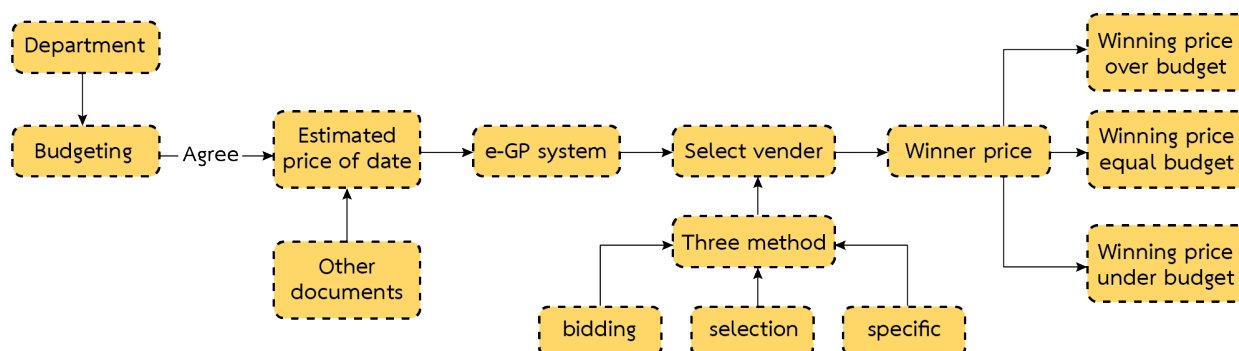 Department
Budgeting
Agree
Estimated
price of date
Other
documents
e-GP system
Select vender
Three method
bidding
selection
specific
Winner price
Winning price
over budget
Winning price
equal budget
Winning price
under budget